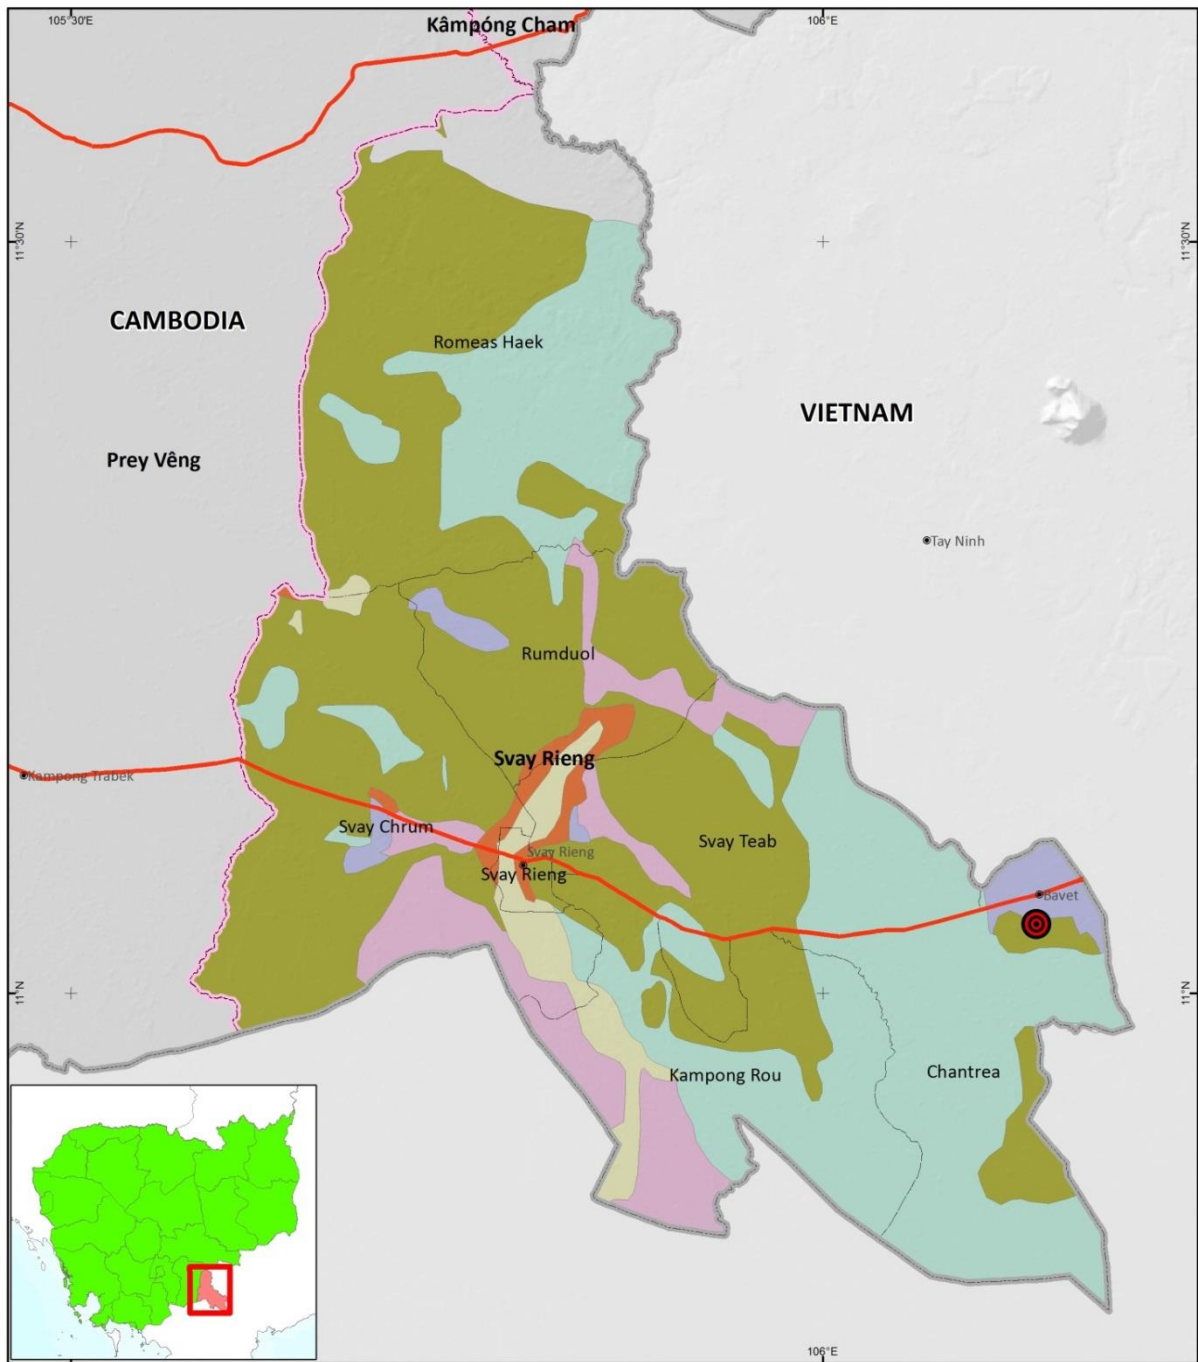 105°30'E
106°E
Kâmpóng Cham
11°30'N
11°30'N
CAMBODIA
Romeas Haek
VIETNAM
Prey Vêng
Tay Ninh
Rumduol
Svay Rieng
Kampong Trabek
Svay Chrum
Svay Teab
Svay Rieng
Svay Rieng
Bavet
11°N
11°N
Kampong Rou
Chantrea
106°E